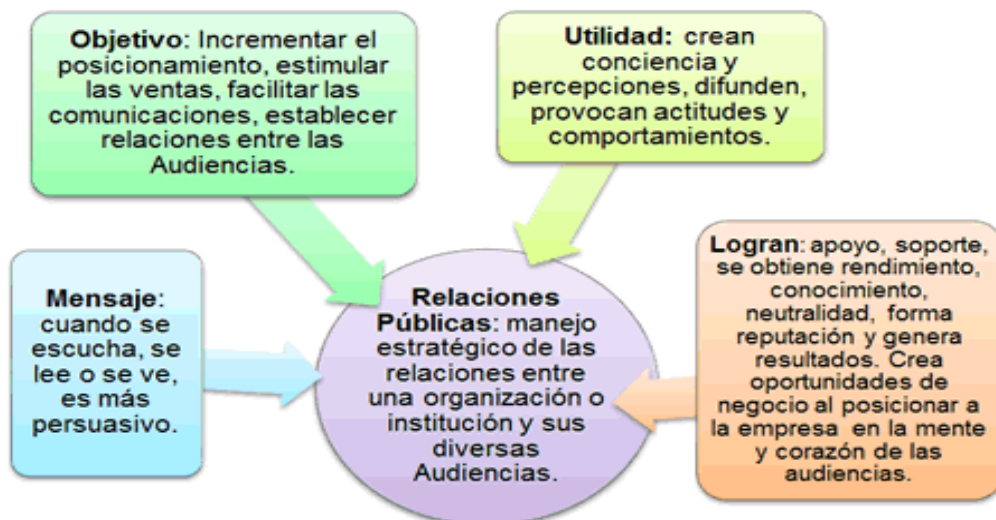 Objetivo: Incrementar el
posicionamiento, estimular
las ventas, facilitar las
comunicaciones, establecer
relaciones entre las
Audiencias.
Utilidad: crean
conciencia y
percepciones, difunden,
provocan actitudes y
comportamientos.
Mensaje:
cuando se
escucha, se
lee o se ve,
es más
persuasivo.
Relaciones
Públicas: manejo
estratégico de las
relaciones entre
una organización o
institución y sus
diversas
Audiencias.
Logran: apoyo, soporte,
se obtiene rendimiento,
conocimiento,
neutralidad, forma
reputación y genera
resultados. Crea
oportunidades de
negocio al posicionar a
la empresa en la mente
y corazón de las
audiencias.